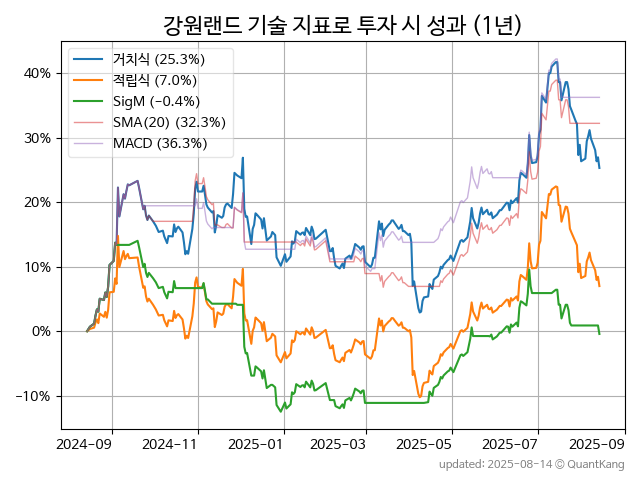 강원랜드 기술 지표로 투자 시 성과 (1년)
거치식 (25.3%)
적립식 (7.0%)
SigM (−0.4%)
SMA(20) (32.3%)
MACD (36.3%)
40%
30%
20%
10%
0%
−10%
2024-09 2024-11 2025-01 2025-03 2025-05 2025-07 2025-09
updated: 2025-08-14 © QuantKang